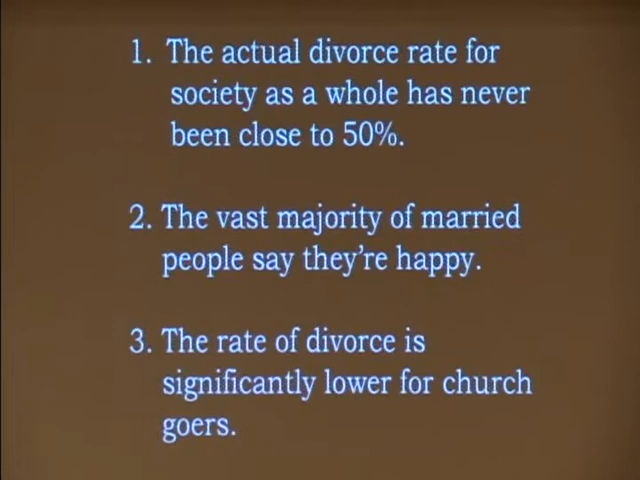 1. The actual divorce rate for
society as a whole has never
been close to 50%.
2. The vast majority of married
people say they're happy.
3. The rate of divorce is
significantly lower for church
goers.